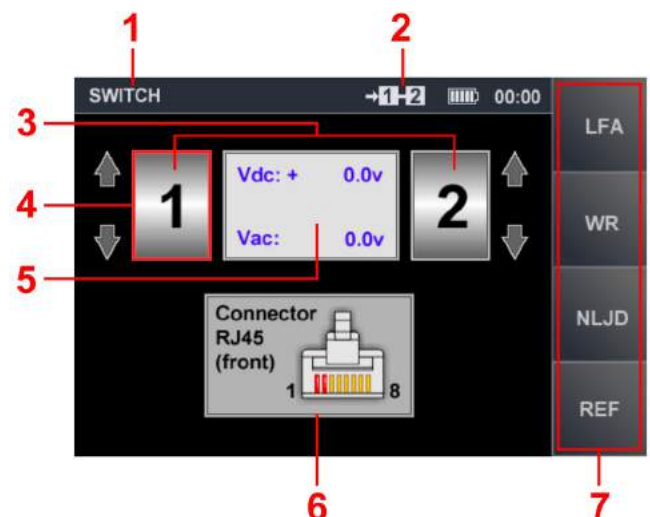 1 2
SWITCH →1-2 00:00
3
LFA
4
1
Vdc: + 0.0v
Vac: 0.0v
2
WR
5
Connector
RJ45
(front)
1 8
NLJD
REF
6 7